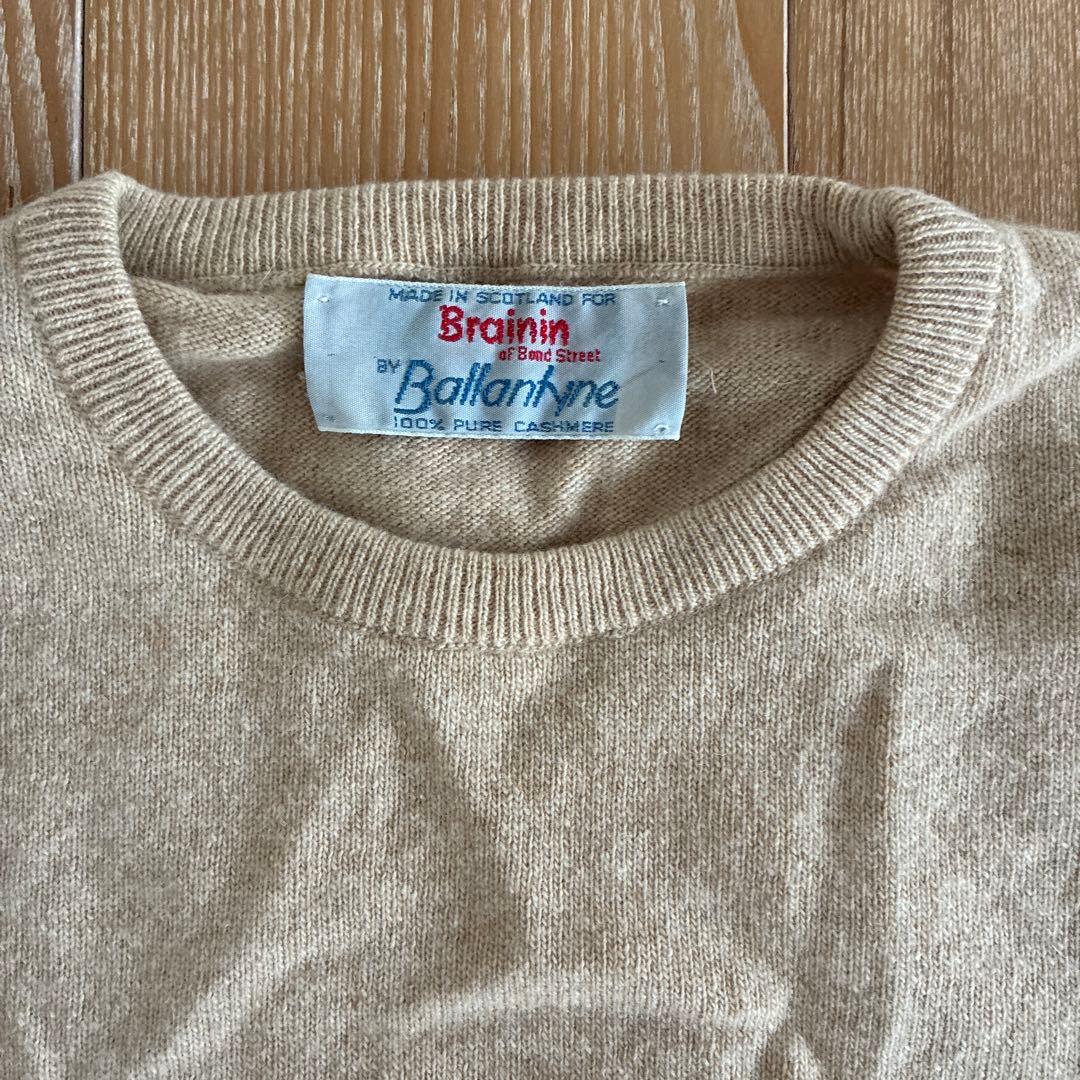 MADE IN SCOTLAND FOR
Brainin
of Bond Street
BY Ballantyne
100% PURE CASHMERE